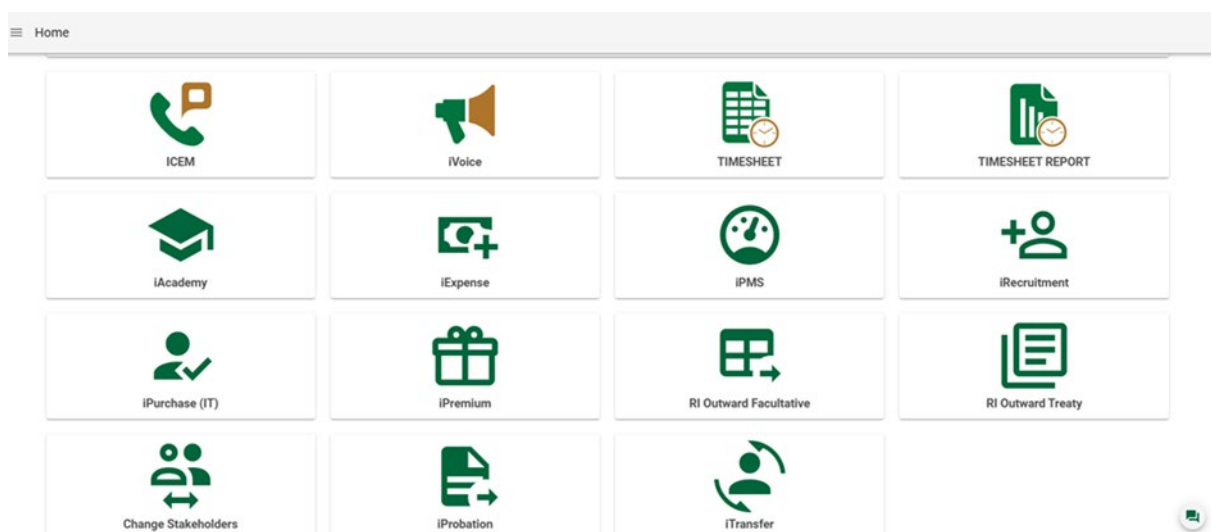 Home
ICEM
iVoice
TIMESHEET
TIMESHEET REPORT
iAcademy
iExpense
iPMS
iRecruitment
iPurchase (IT)
iPremium
RI Outward Facultative
RI Outward Treaty
Change Stakeholders
iProbation
iTransfer